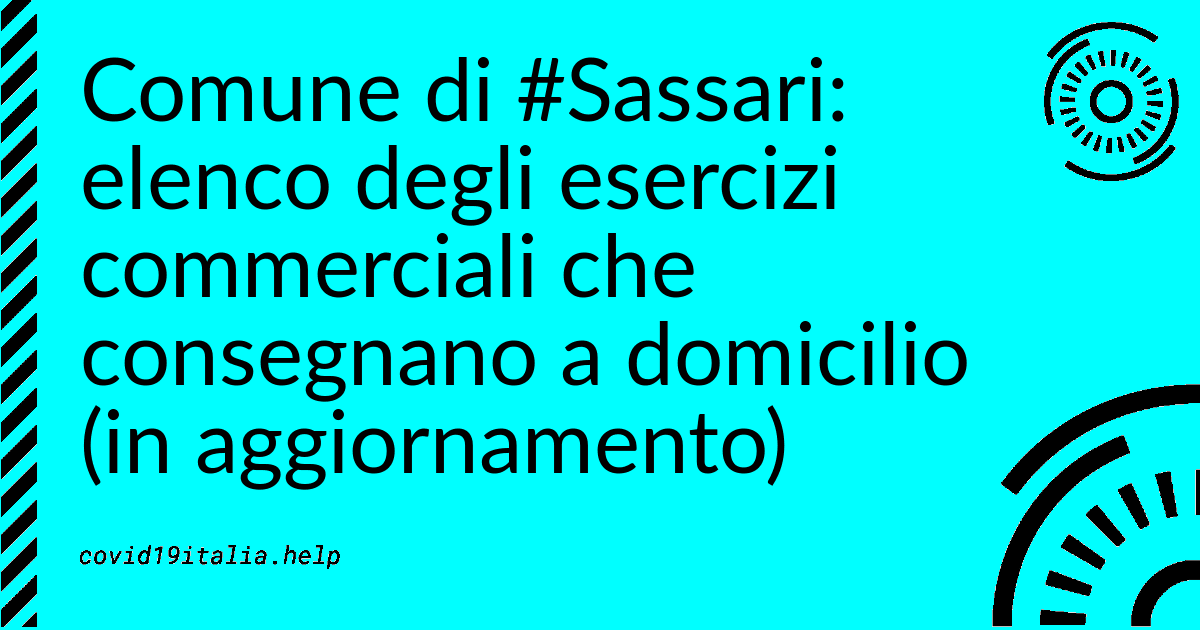 Comune di #Sassari:
elenco degli esercizi
commerciali che
consegnano a domicilio
(in aggiornamento)
covid19italia.help